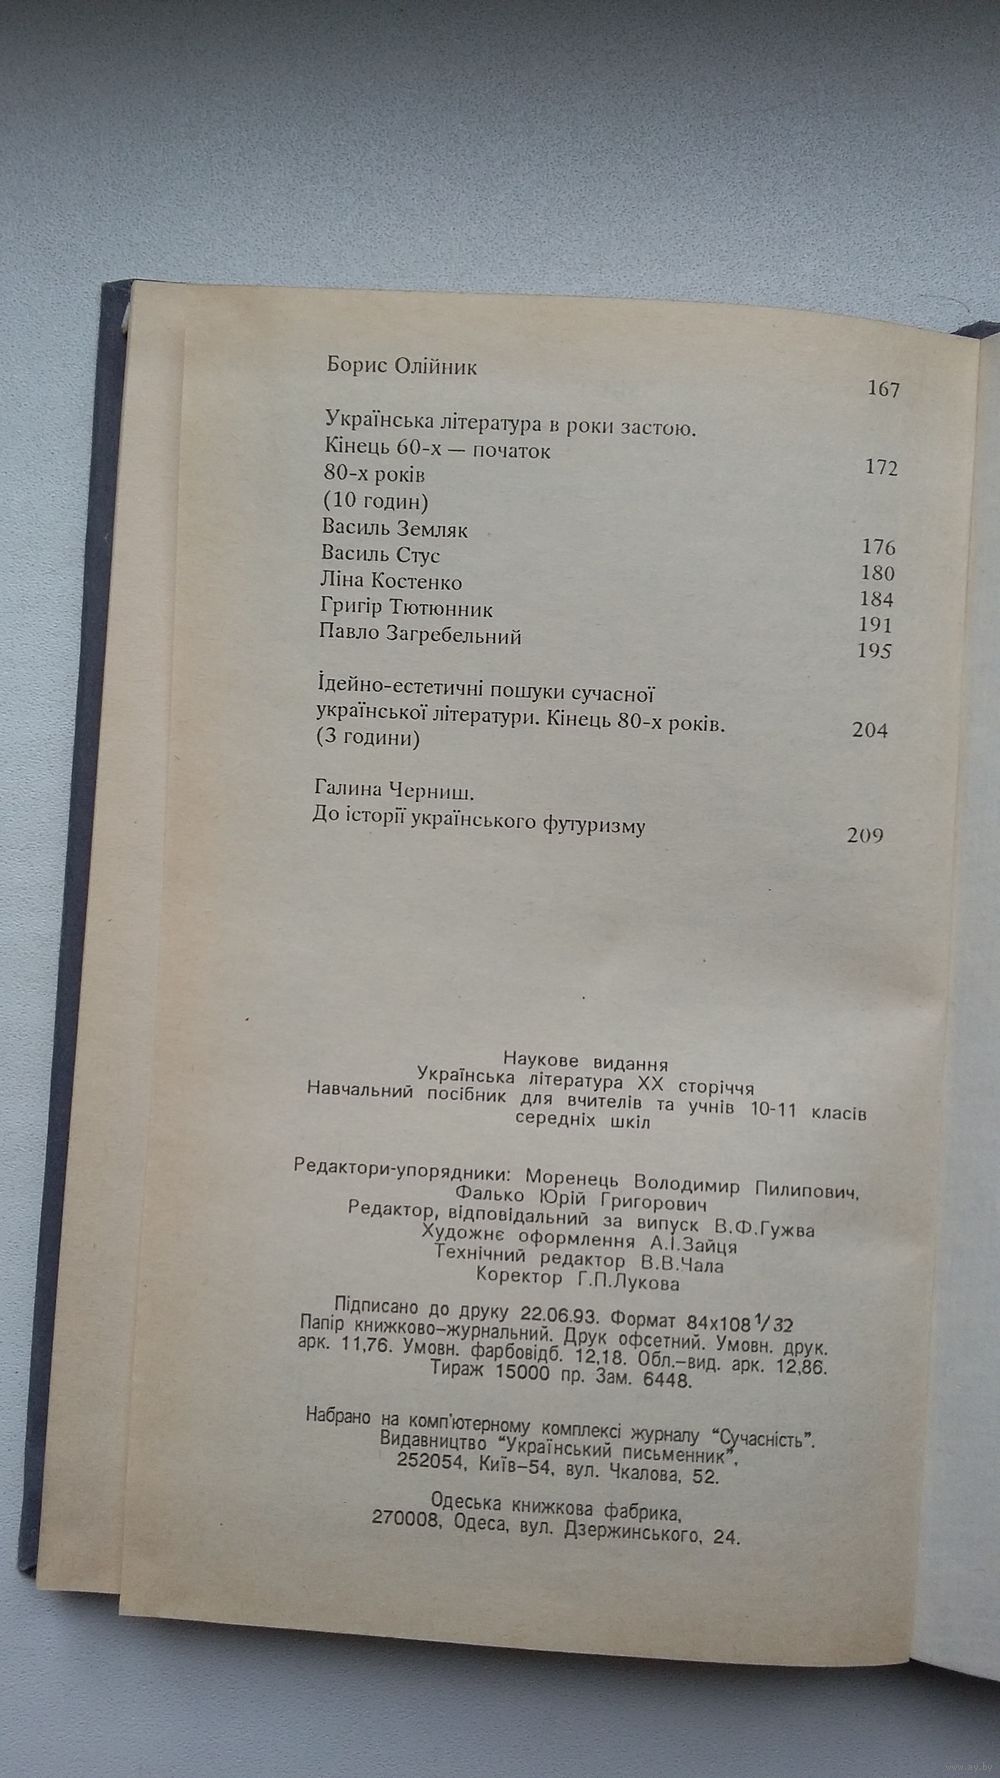 Борис Олійник 167
Українська література в роки застою.
Кінець 60-х — початок 172
80-х років
(10 годин)
Василь Земляк 176
Василь Стус 180
Ліна Костенко 184
Григір Тютюнник 191
Павло Загребельний 195
Ідейно-естетичні пошуки сучасної
української літератури. Кінець 80-х років. 204
(3 години)
Галина Черниш.
До історії українського футуризму 209
Наукове видання
Українська література ХХ сторіччя
Навчальний посібник для вчителів та учнів 10-11 класів
середніх шкіл
Редактори-упорядники: Моренець Володимир Пилипович,
Фалько Юрій Григорович
Редактор, відповідальний за випуск В.Ф.Гужва
Художнє оформлення А.І.Зайця
Технічний редактор В.В.Чала
Коректор Г.П.Лукова
Підписано до друку 22.06.93. Формат 84х108 1/32
Папір книжково-журнальний. Друк офсетний. Умовн. друк.
арк. 11,76. Умовн. фарбовідб. 12,18. Обл.-вид. арк. 12,86.
Тираж 15000 пр. Зам. 6448.
Набрано на комп'ютерному комплексі журналу “Сучасність”.
Видавництво “Український письменник”,
252054, Київ-54, вул. Чкалова, 52.
Одеська книжкова фабрика,
270008, Одеса, вул. Дзержинського, 24.
www.ay.by